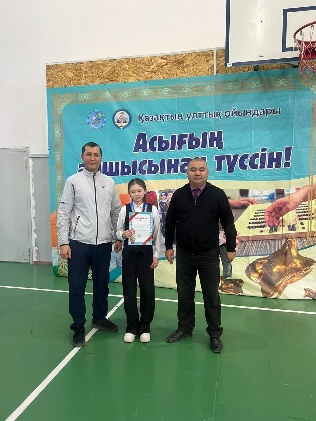 Қазақтың ұлттық ойындары
Асығың
түссін!